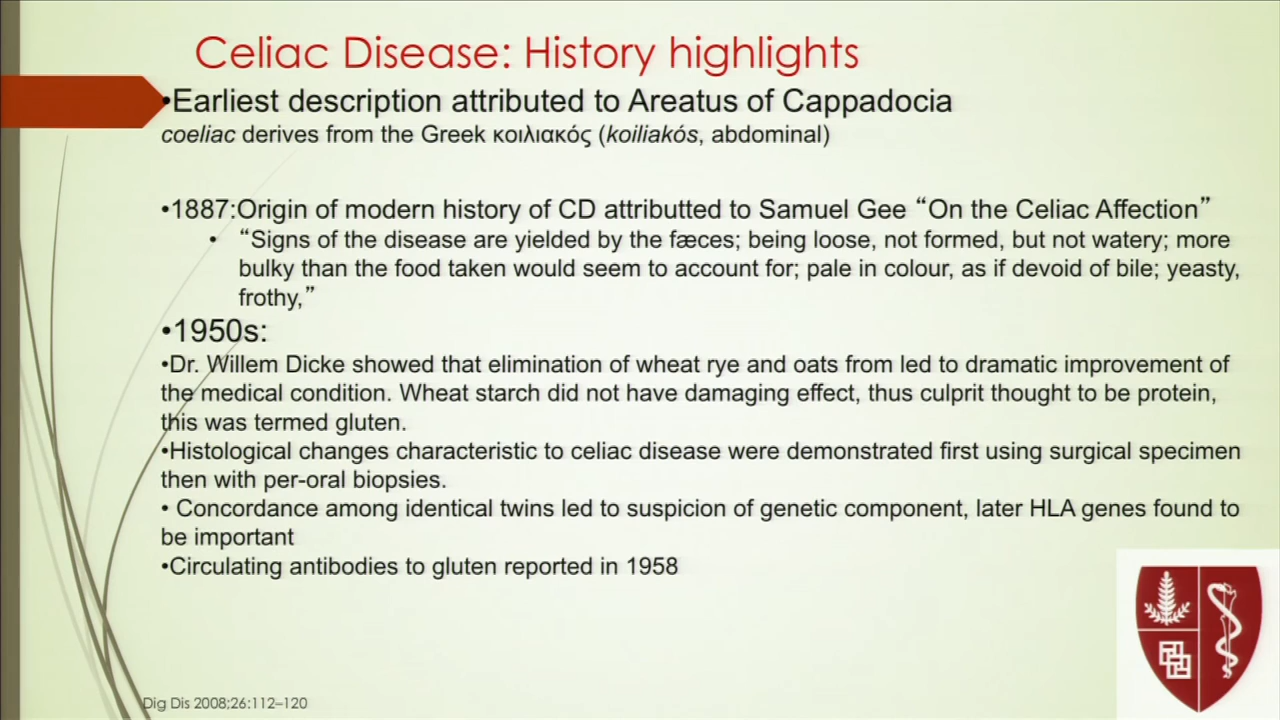 Celiac Disease: History highlights
•Earliest description attributed to Areatus of Cappadocia
coeliac derives from the Greek κοιλιακός (koiliakós, abdominal)
•1887:Origin of modern history of CD attributted to Samuel Gee “On the Celiac Affection”
• “Signs of the disease are yielded by the fæces; being loose, not formed, but not watery; more
bulky than the food taken would seem to account for; pale in colour, as if devoid of bile; yeasty,
frothy,”
•1950s:
•Dr. Willem Dicke showed that elimination of wheat rye and oats from led to dramatic improvement of
the medical condition. Wheat starch did not have damaging effect, thus culprit thought to be protein,
this was termed gluten.
•Histological changes characteristic to celiac disease were demonstrated first using surgical specimen
then with per-oral biopsies.
• Concordance among identical twins led to suspicion of genetic component, later HLA genes found to
be important
•Circulating antibodies to gluten reported in 1958
Dig Dis 2008;26:112–120